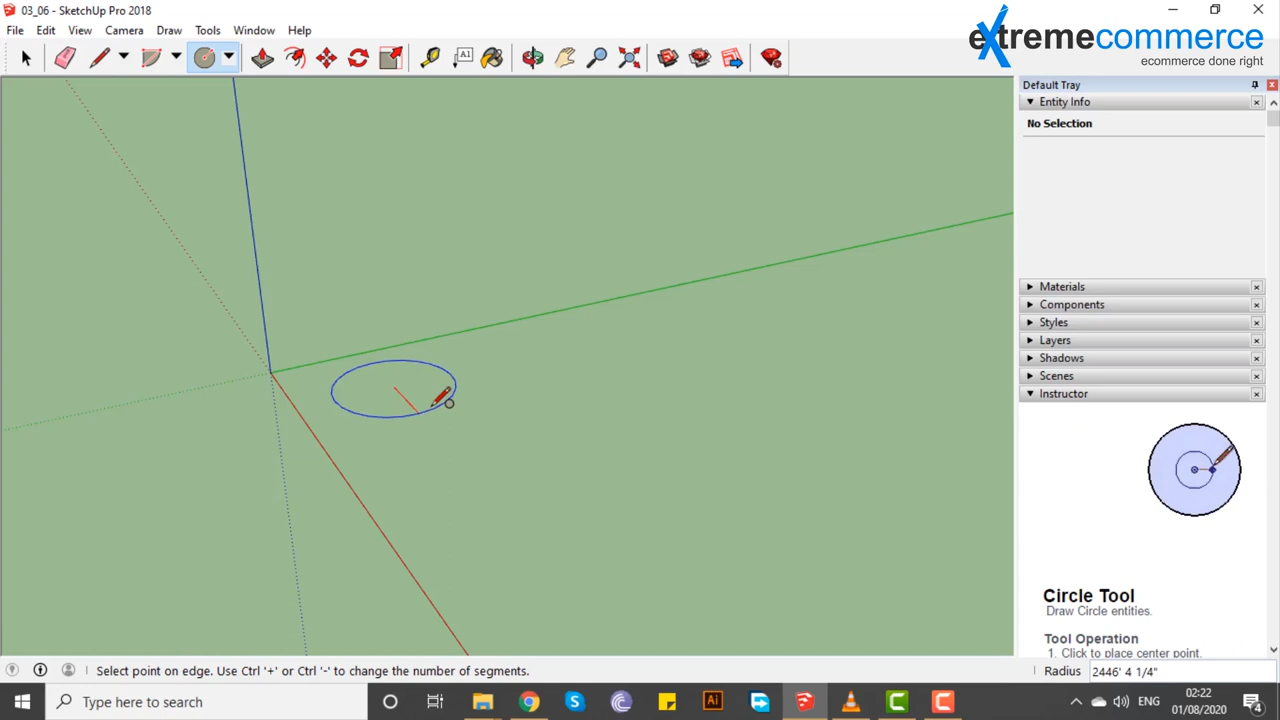 03_06 - SketchUp Pro 2018
extremecommerce
ecommerce done right
File Edit View Camera Draw Tools Window Help
A1
Default Tray
Entity Info
No Selection
Materials
Components
Styles
Layers
Shadows
Scenes
Instructor
Circle Tool
Draw Circle entities.
Tool Operation
1. Click to place center point.
Select point on edge. Use Ctrl '+' or Ctrl '-' to change the number of segments.
Radius 2446' 4 1/4"
Type here to search
Ai
ENG
02:22
01/08/2020
4